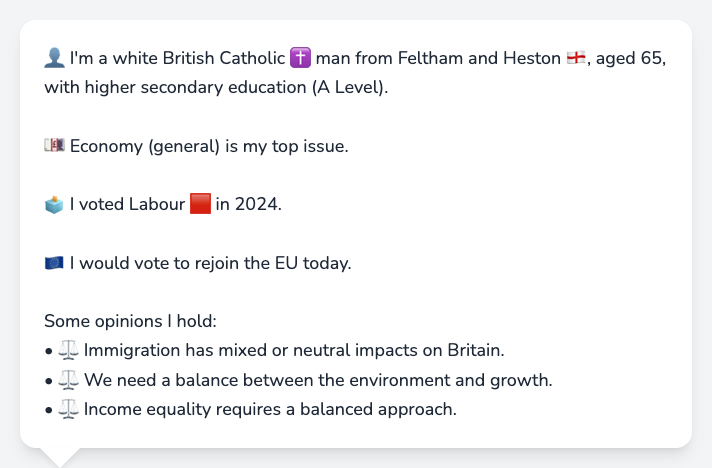 👤 I'm a white British Catholic ✝️ man from Feltham and Heston 🏴󠁧󠁢󠁥󠁮󠁧󠁿, aged 65,
with higher secondary education (A Level).
💷 Economy (general) is my top issue.
🗳️ I voted Labour 🟥 in 2024.
🇪🇺 I would vote to rejoin the EU today.
Some opinions I hold:
• ⚖️ Immigration has mixed or neutral impacts on Britain.
• ⚖️ We need a balance between the environment and growth.
• ⚖️ Income equality requires a balanced approach.